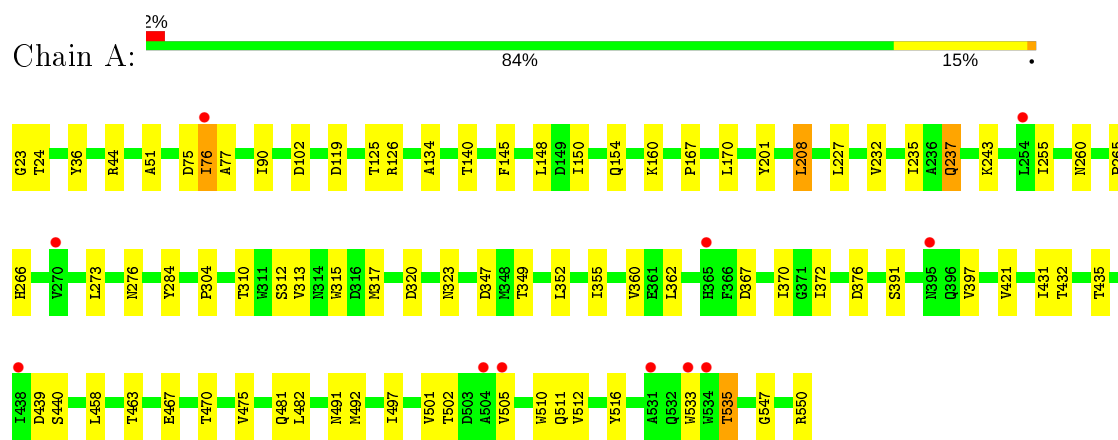 2%
Chain A:
84% 15% •
G23 T24 Y36 R44 A51 D75 I76 A77 I90 D102 D119 T125 R126 A134 T140 F145 L148 D149 I150 Q154 K160 P167 L170 Y201 L208 L227 V232 I235 A236 Q237 K243 L254 I255 N260
H266 V270 L273 N276 Y284 P304 T310 W311 S312 V313 N314 W315 D316 M317 D320 N323 D347 M348 T349 L352 I355 V360 E361 L362 H365 F366 D367 I370 G371 I372 D376 S391 N395 Q396 V397 V421 I431 T432 T435
I438 D439 S440 L458 T463 E467 T470 V475 Q481 L482 N491 M492 I497 V501 T502 D503 A504 V505 W510 Q511 V512 Y516 A531 Q532 W533 W534 T535 G547 R550